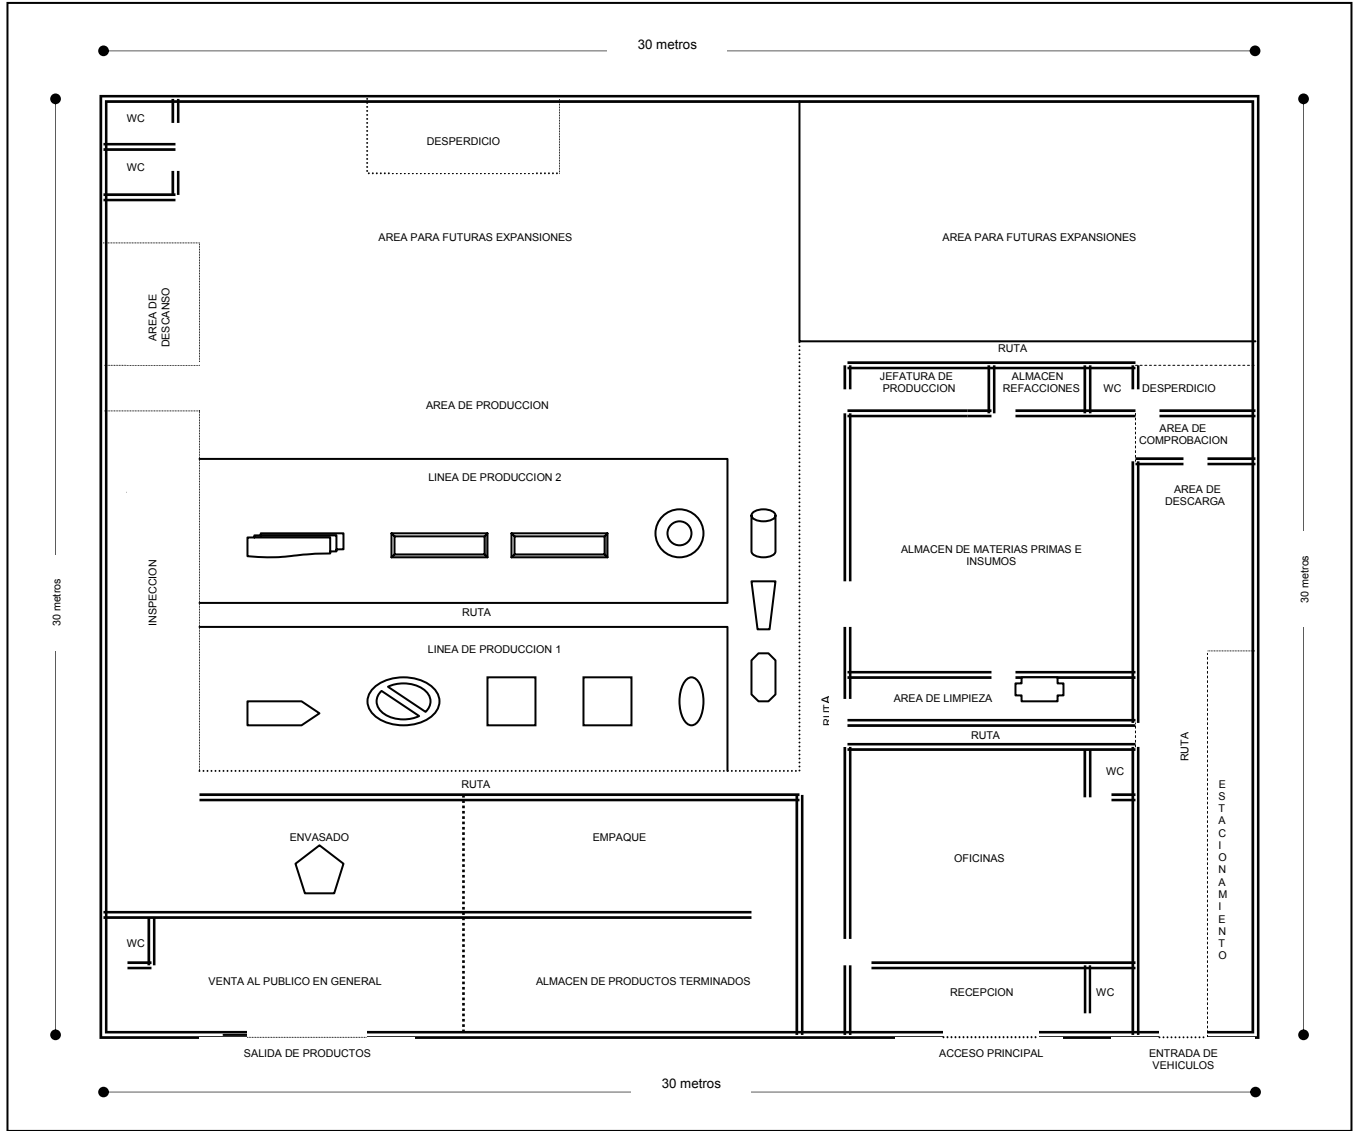 30 metros
WC
WC
DESPERDICIO
AREA PARA FUTURAS EXPANSIONES
AREA PARA FUTURAS EXPANSIONES
AREA DE
DESCANSO
RUTA
JEFATURA DE
PRODUCCION
ALMACEN
REFACCIONES
WC
DESPERDICIO
AREA DE PRODUCCION
AREA DE
COMPROBACION
LINEA DE PRODUCCION 2
AREA DE
DESCARGA
ALMACEN DE MATERIAS PRIMAS E
INSUMOS
INSPECCION
30 metros
30 metros
RUTA
LINEA DE PRODUCCION 1
AREA DE LIMPIEZA
RUTA
RUTA
RUTA
WC
RUTA
ESTACIONAMIENTO
ENVASADO
EMPAQUE
OFICINAS
WC
VENTA AL PUBLICO EN GENERAL
ALMACEN DE PRODUCTOS TERMINADOS
RECEPCION
WC
SALIDA DE PRODUCTOS
ACCESO PRINCIPAL
ENTRADA DE
VEHICULOS
30 metros